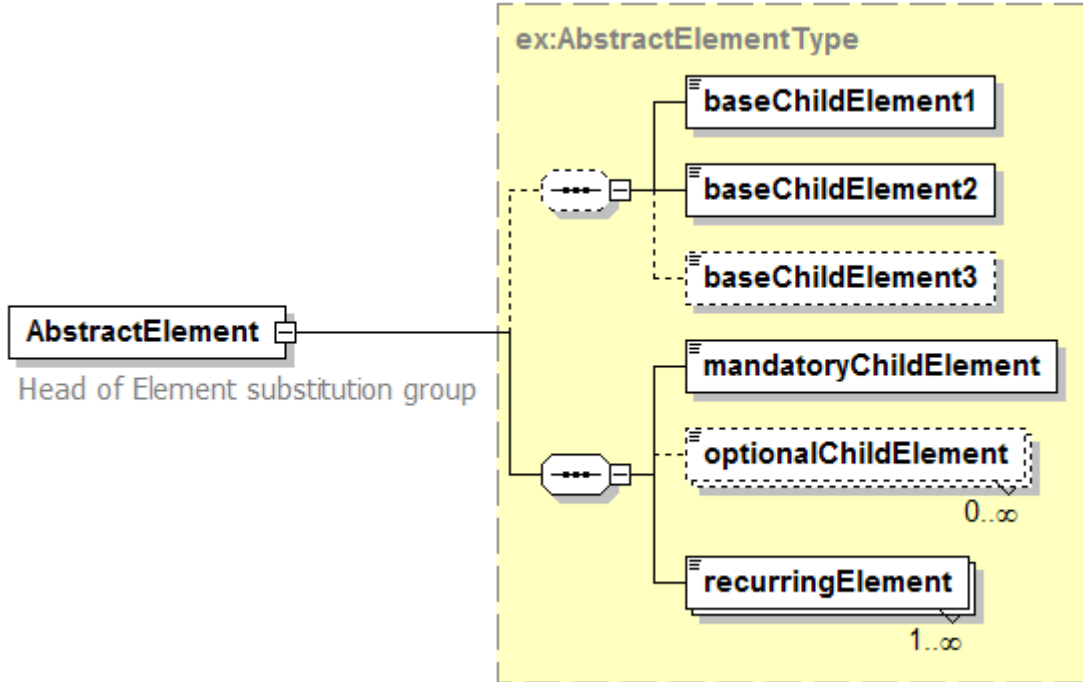 ex:AbstractElementType
baseChildElement1
baseChildElement2
baseChildElement3
AbstractElement
Head of Element substitution group
mandatoryChildElement
optionalChildElement
0..∞
recurringElement
1..∞